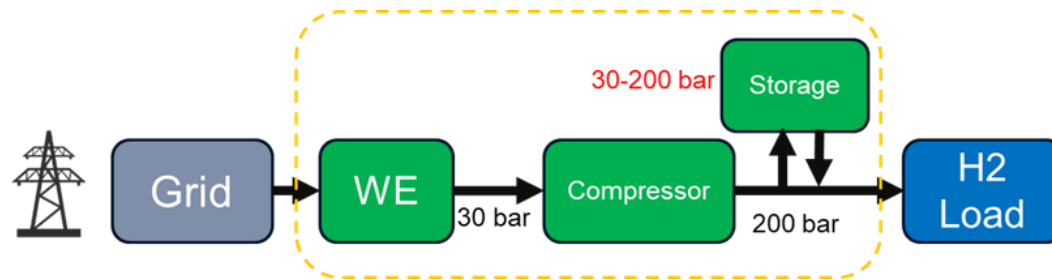 30-200 bar
Storage
Grid
WE
30 bar
Compressor
200 bar
H2
Load